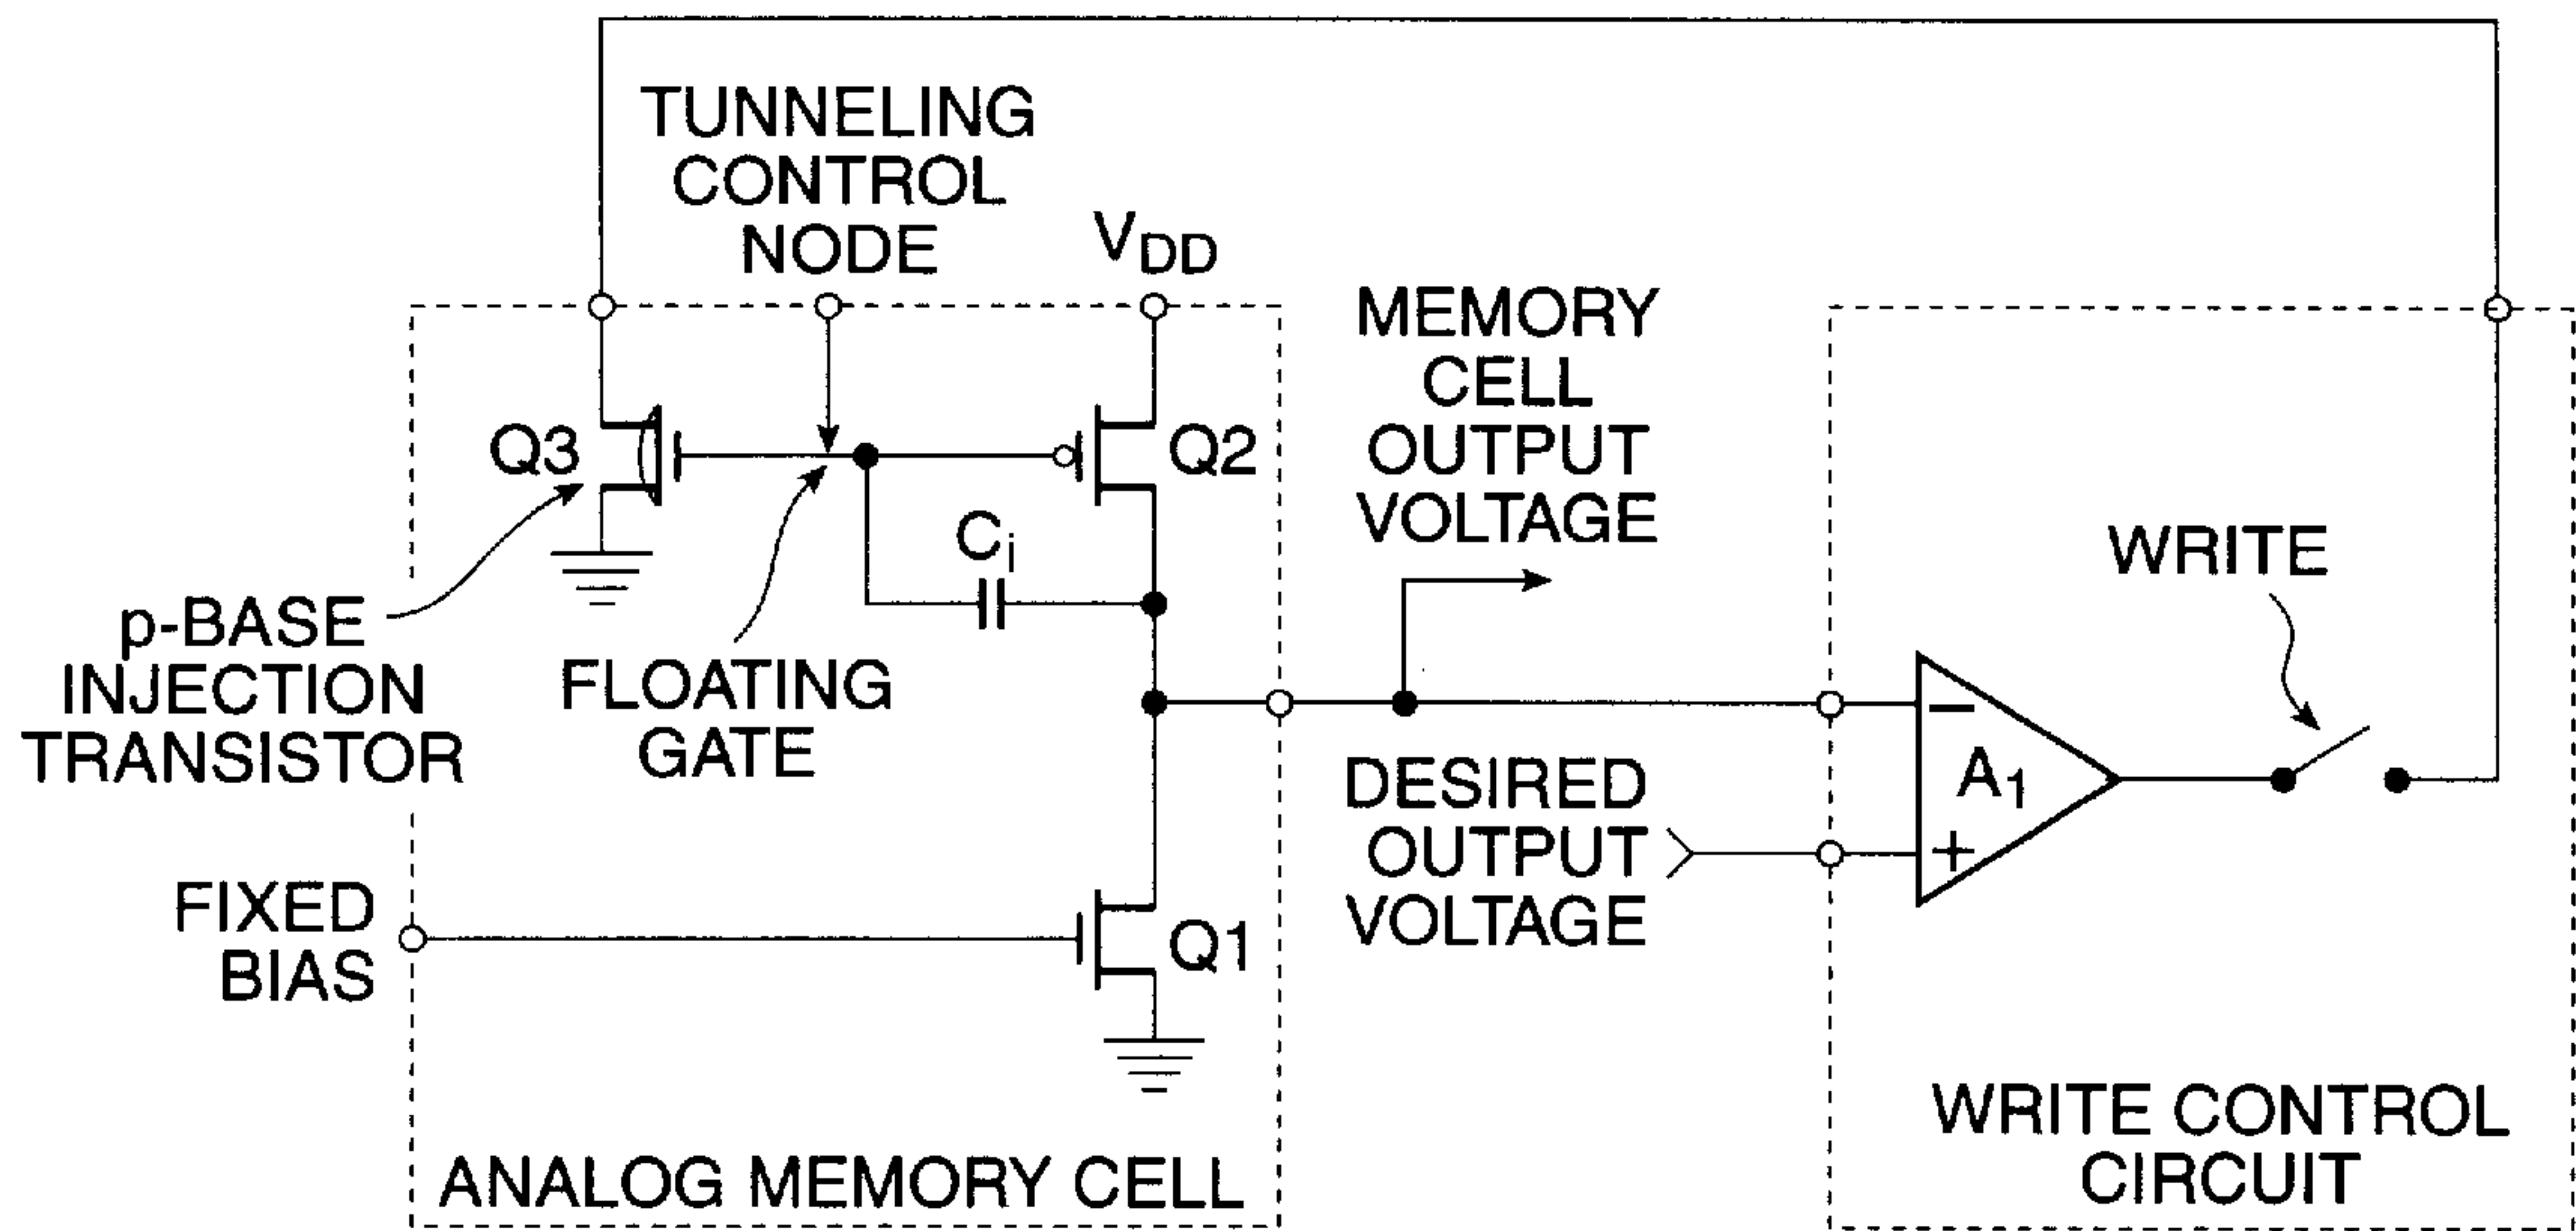 TUNNELING
CONTROL
NODE
VDD
Q3
Q2
Ci
p-BASE
INJECTION
TRANSISTOR
FLOATING
GATE
MEMORY
CELL
OUTPUT
VOLTAGE
WRITE
DESIRED
OUTPUT
VOLTAGE
−
A1
+
FIXED
BIAS
Q1
ANALOG MEMORY CELL
WRITE CONTROL
CIRCUIT